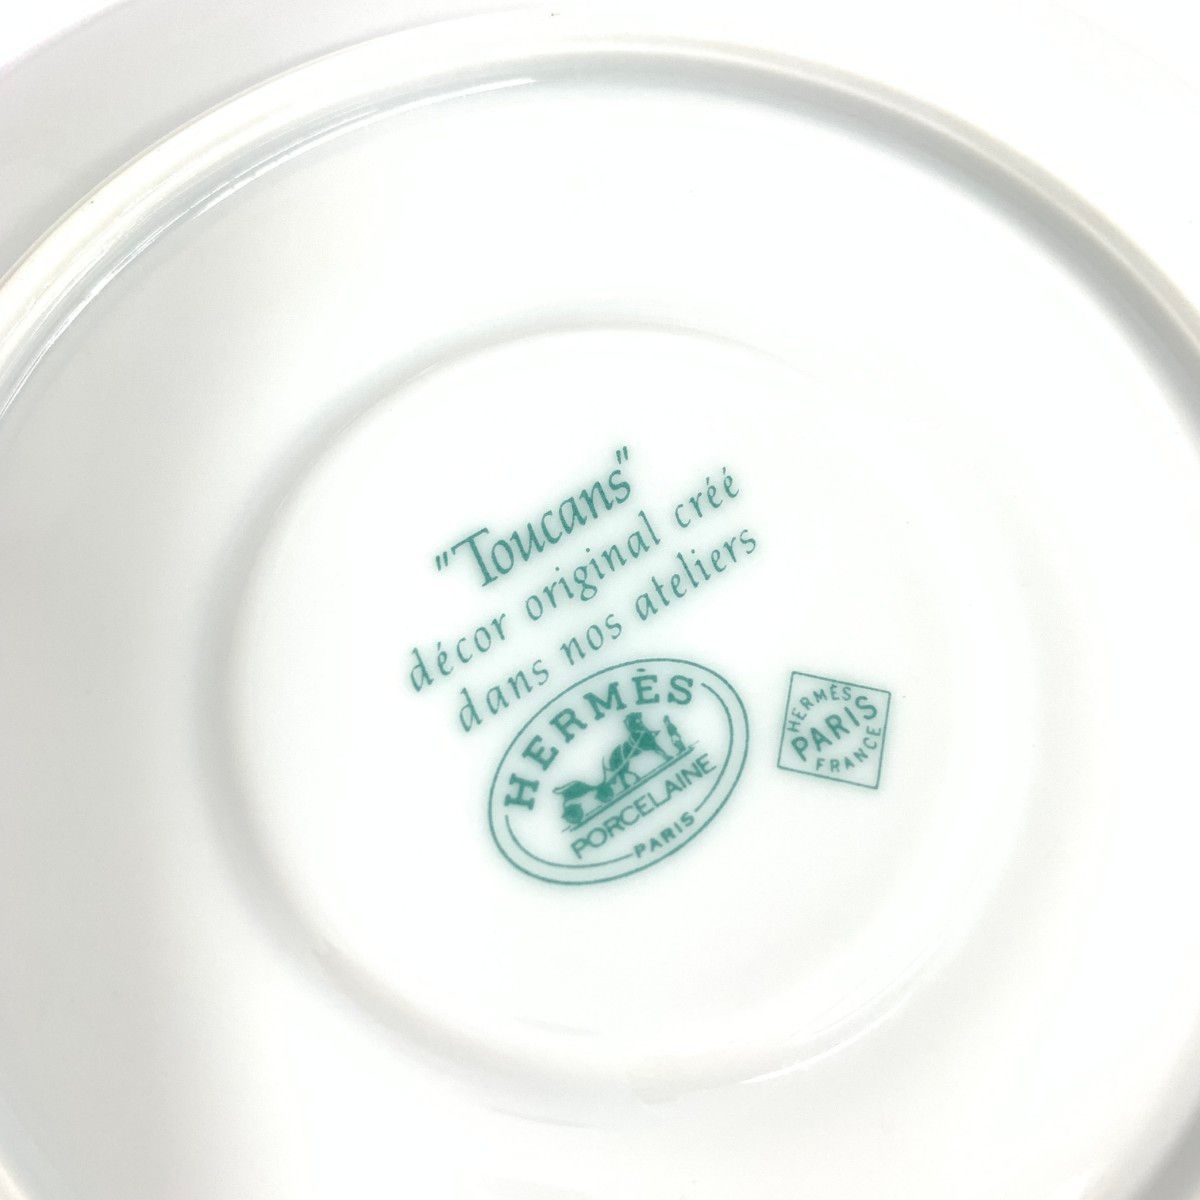 "Toucans"
décor original créé
dans nos ateliers
HERMÈS
PORCELAINE
PARIS
HERMÈS
PARIS
FRANCE